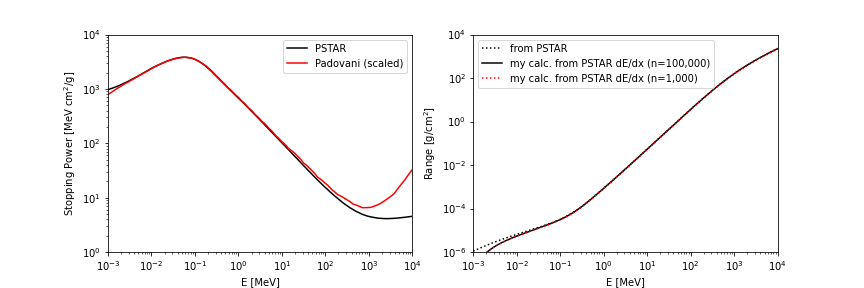 10⁴
10³
10²
10¹
10⁰
Stopping Power [MeV cm²/g]
PSTAR
Padovani (scaled)
10⁻³ 10⁻² 10⁻¹ 10⁰ 10¹ 10² 10³ 10⁴
E [MeV]
10⁴
10²
10⁰
10⁻²
10⁻⁴
10⁻⁶
Range [g/cm²]
from PSTAR
my calc. from PSTAR dE/dx (n=100,000)
my calc. from PSTAR dE/dx (n=1,000)
10⁻³ 10⁻² 10⁻¹ 10⁰ 10¹ 10² 10³ 10⁴
E [MeV]